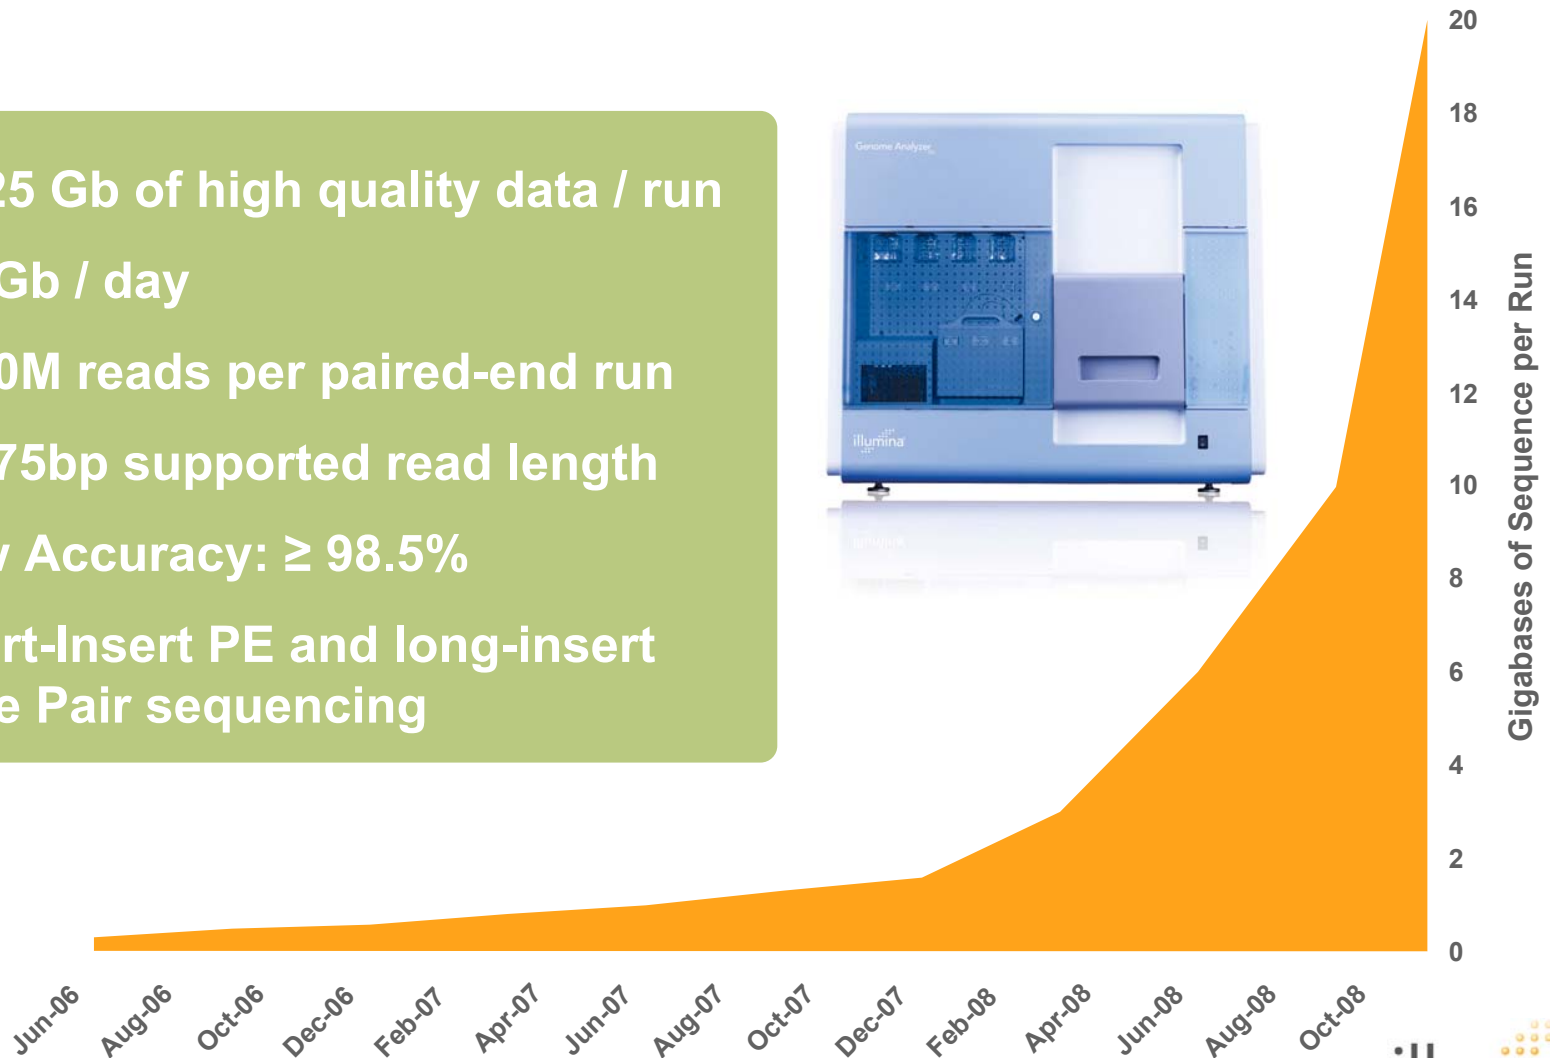 25 Gb of high quality data / run
Gb / day
0M reads per paired-end run
75bp supported read length
Accuracy: ≥ 98.5%
rt-Insert PE and long-insert
e Pair sequencing
Genome Analyzer
illumina
20
18
16
14
12
10
8
6
4
2
0
Gigabases of Sequence per Run
Jun-06
Aug-06
Oct-06
Dec-06
Feb-07
Apr-07
Jun-07
Aug-07
Oct-07
Dec-07
Feb-08
Apr-08
Jun-08
Aug-08
Oct-08